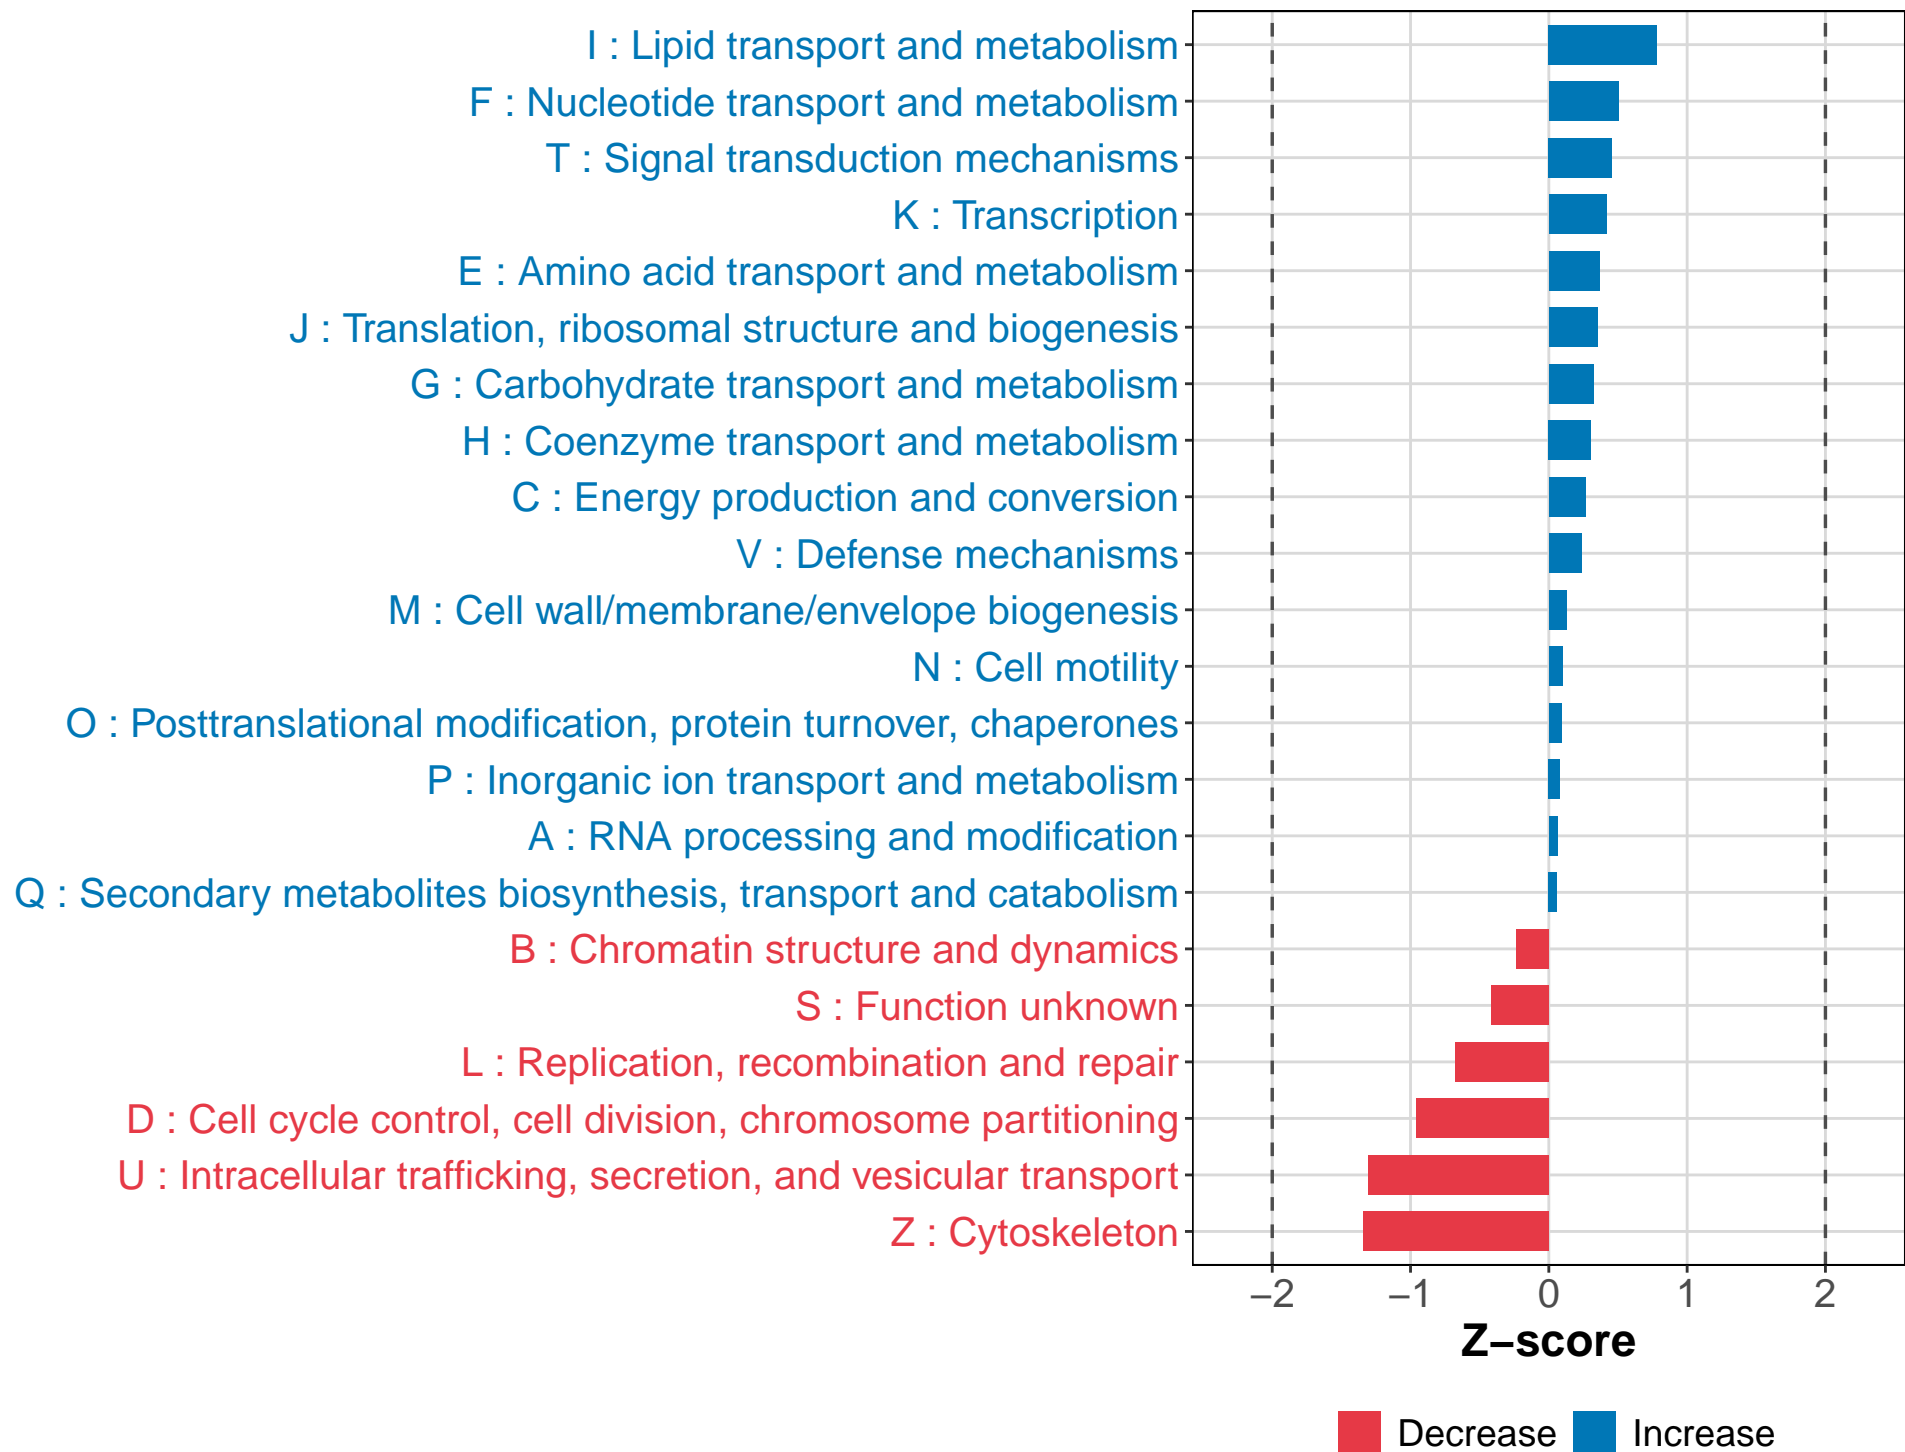 I : Lipid transport and metabolism
F : Nucleotide transport and metabolism
T : Signal transduction mechanisms
K : Transcription
E : Amino acid transport and metabolism
J : Translation, ribosomal structure and biogenesis
G : Carbohydrate transport and metabolism
H : Coenzyme transport and metabolism
C : Energy production and conversion
V : Defense mechanisms
M : Cell wall/membrane/envelope biogenesis
N : Cell motility
O : Posttranslational modification, protein turnover, chaperones
P : Inorganic ion transport and metabolism
A : RNA processing and modification
Q : Secondary metabolites biosynthesis, transport and catabolism
B : Chromatin structure and dynamics
S : Function unknown
L : Replication, recombination and repair
D : Cell cycle control, cell division, chromosome partitioning
U : Intracellular trafficking, secretion, and vesicular transport
Z : Cytoskeleton
−2 −1 0 1 2
Z−score
Decrease Increase